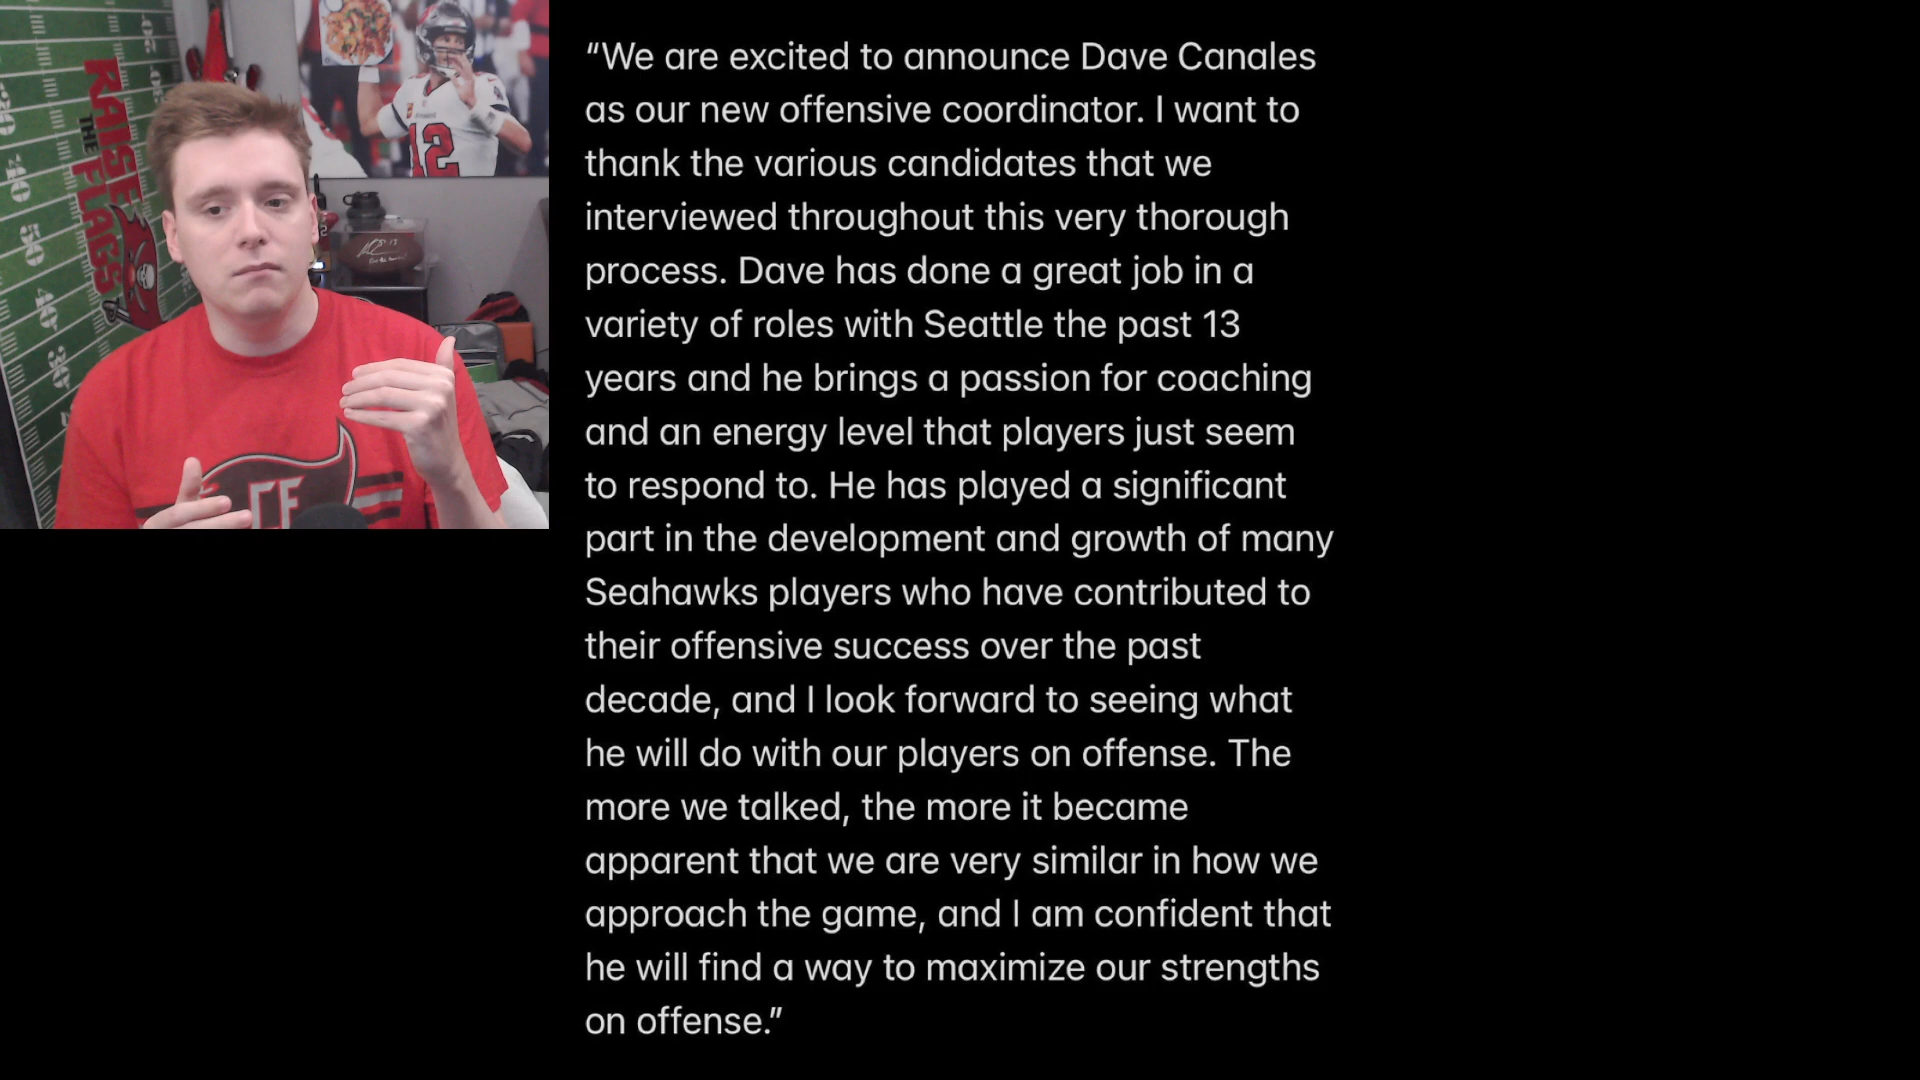 “We are excited to announce Dave Canales
as our new offensive coordinator. I want to
thank the various candidates that we
interviewed throughout this very thorough
process. Dave has done a great job in a
variety of roles with Seattle the past 13
years and he brings a passion for coaching
and an energy level that players just seem
to respond to. He has played a significant
part in the development and growth of many
Seahawks players who have contributed to
their offensive success over the past
decade, and I look forward to seeing what
he will do with our players on offense. The
more we talked, the more it became
apparent that we are very similar in how we
approach the game, and I am confident that
he will find a way to maximize our strengths
on offense.”
RAISE
THE
FLAGS
12
20
30
40
50
40
30